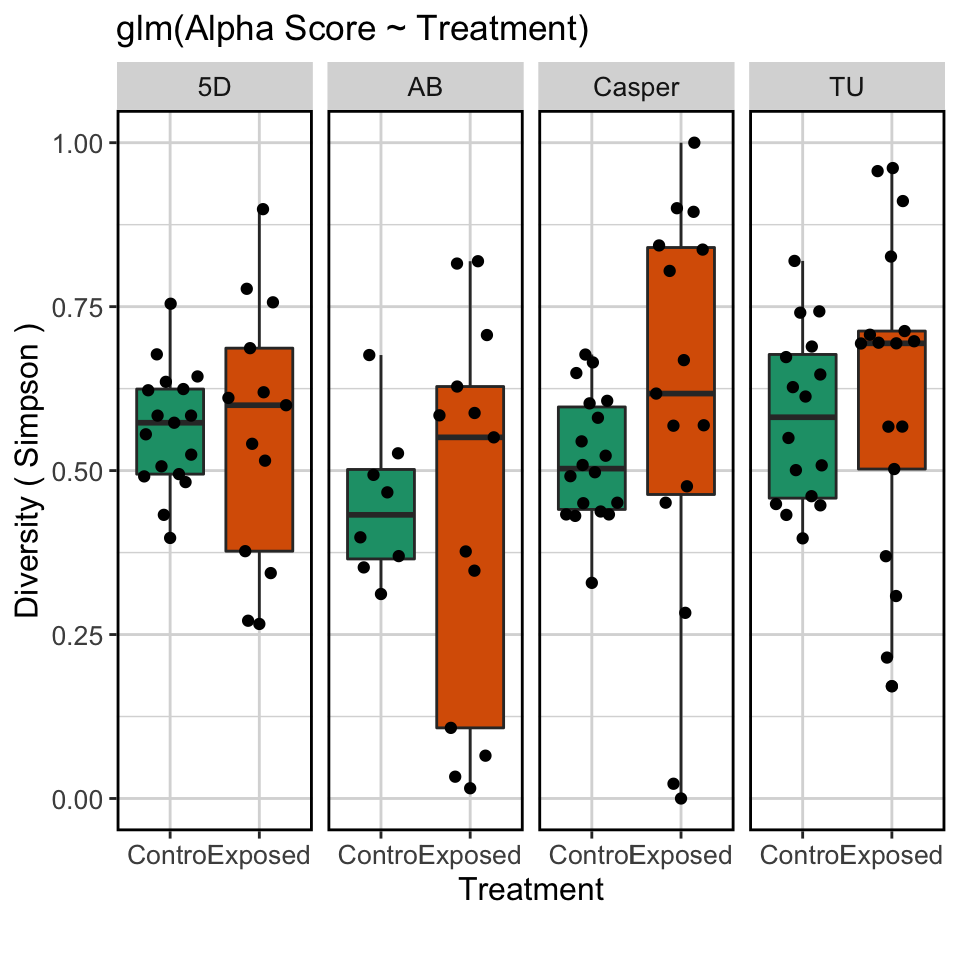 glm(Alpha Score ~ Treatment)
5D AB Casper TU
1.00
0.75
0.50
0.25
0.00
Diversity ( Simpson )
ControExposed ControExposed ControExposed ControExposed
Treatment